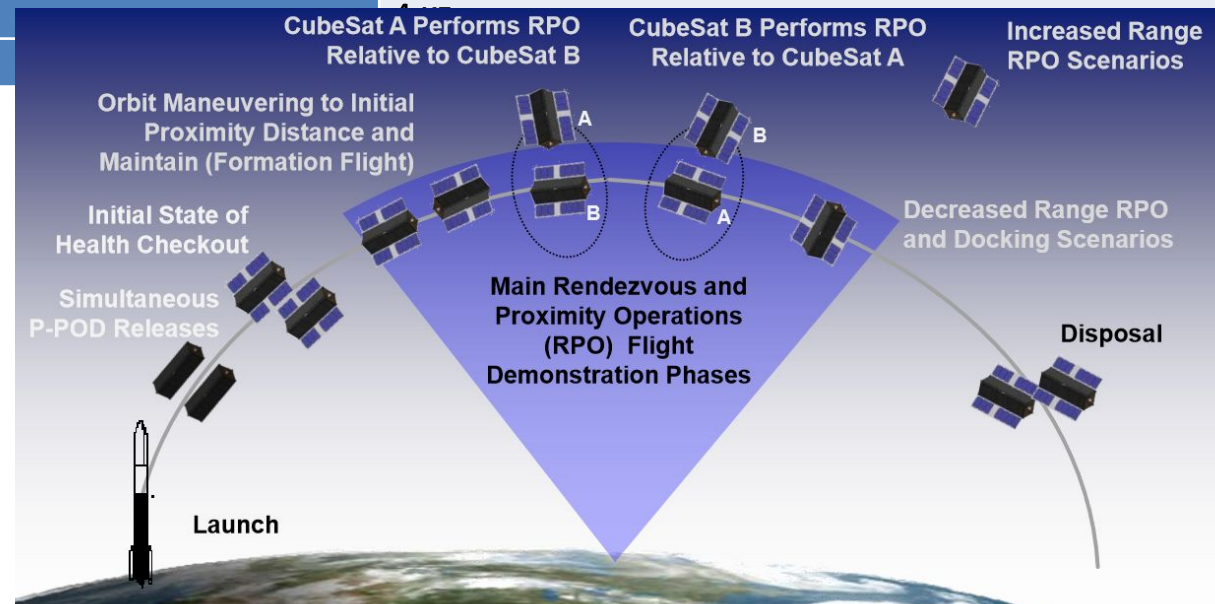 CubeSat A Performs RPO
Relative to CubeSat B
CubeSat B Performs RPO
Relative to CubeSat A
Increased Range
RPO Scenarios
Orbit Maneuvering to Initial
Proximity Distance and
Maintain (Formation Flight)
A
B
B
A
Initial State of
Health Checkout
Decreased Range RPO
and Docking Scenarios
Simultaneous
P-POD Releases
Main Rendezvous and
Proximity Operations
(RPO) Flight
Demonstration Phases
Disposal
Launch